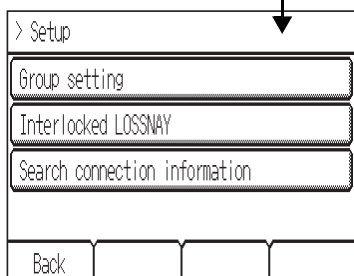 > Setup
Group setting
Interlocked LOSSNAY
Search connection information
Back